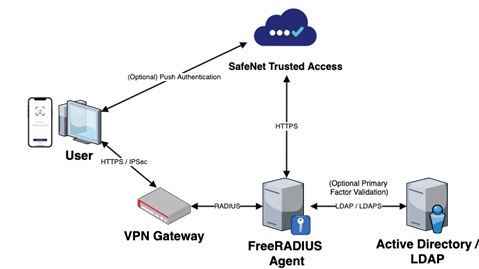 SafeNet Trusted Access
(Optional) Push Authentication
HTTPS
User
HTTPS / IPSec
(Optional Primary
Factor Validation)
RADIUS
LDAP / LDAPS
VPN Gateway
FreeRADIUS
Agent
Active Directory /
LDAP